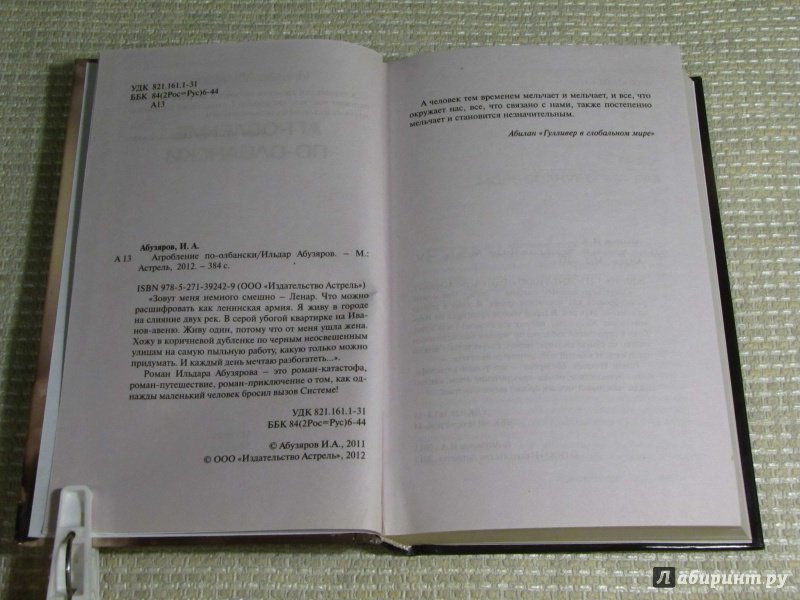 УДК 821.161.1-31
ББК 84(2Рос=Рус)6-44
А13
Абузяров, И. А.
А 13 Агробление по-олбански/Ильдар Абузяров. – М.:
Астрель, 2012. – 384 с.
ISBN 978-5-271-39242-9 (ООО «Издательство Астрель»)
«Зовут меня немного смешно – Ленар. Что можно
расшифровать как ленинская армия. Я живу в городе
на слияние двух рек. В серой убогой квартирке на Ива-
нов-авеню. Живу один, потому что от меня ушла жена.
Хожу в коричневой дубленке по черным неосвещенным
улицам на самую пыльную работу, какую только можно
придумать. И каждый день мечтаю разбогатеть...».
Роман Ильдара Абузярова – это роман-катастофа,
роман-путешествие, роман-приключение о том, как од-
нажды маленький человек бросил вызов Системе!
УДК 821.161.1-31
ББК 84(2Рос=Рус)6-44
© Абузяров И.А., 2011
© ООО «Издательство Астрель», 2012
А человек тем временем мельчает и мельчает, и все, что
окружает нас, все, что связано с нами, также постепенно
мельчает и становится незначительным.
Абилан «Гулливер в глобальном мире»
Лабиринт.ру